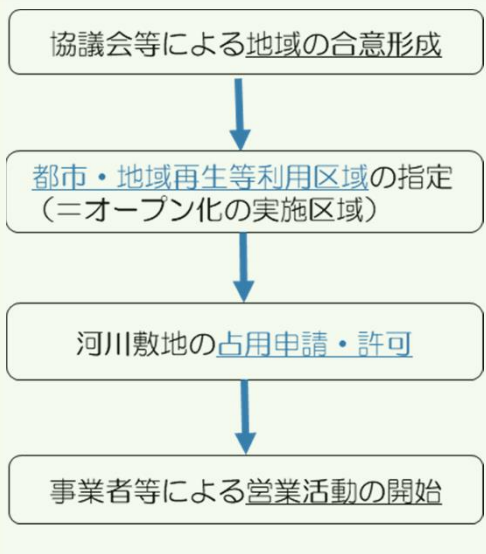 協議会等による地域の合意形成
都市・地域再生等利用区域の指定
（＝オープン化の実施区域）
河川敷地の占用申請・許可
事業者等による営業活動の開始